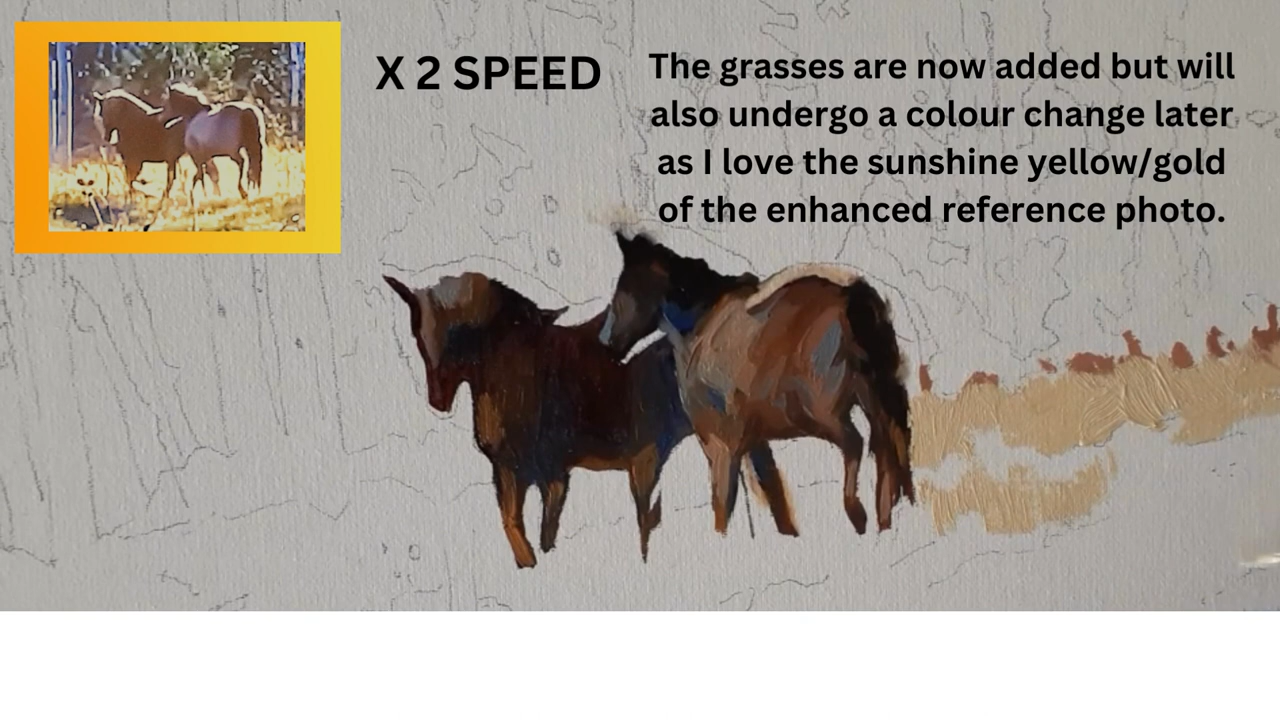 X 2 SPEED
The grasses are now added but will
also undergo a colour change later
as I love the sunshine yellow/gold
of the enhanced reference photo.